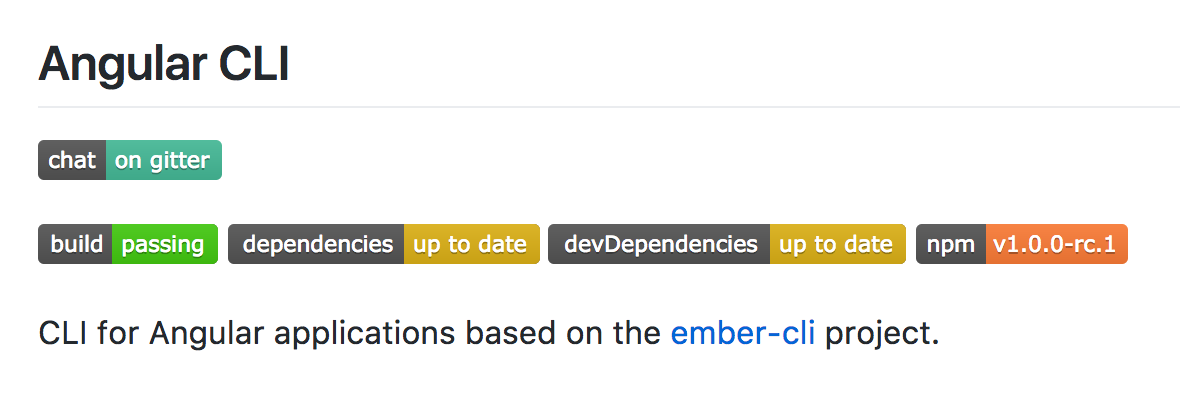 Angular CLI
chat on gitter
build passing dependencies up to date devDependencies up to date npm v1.0.0-rc.1
CLI for Angular applications based on the ember-cli project.